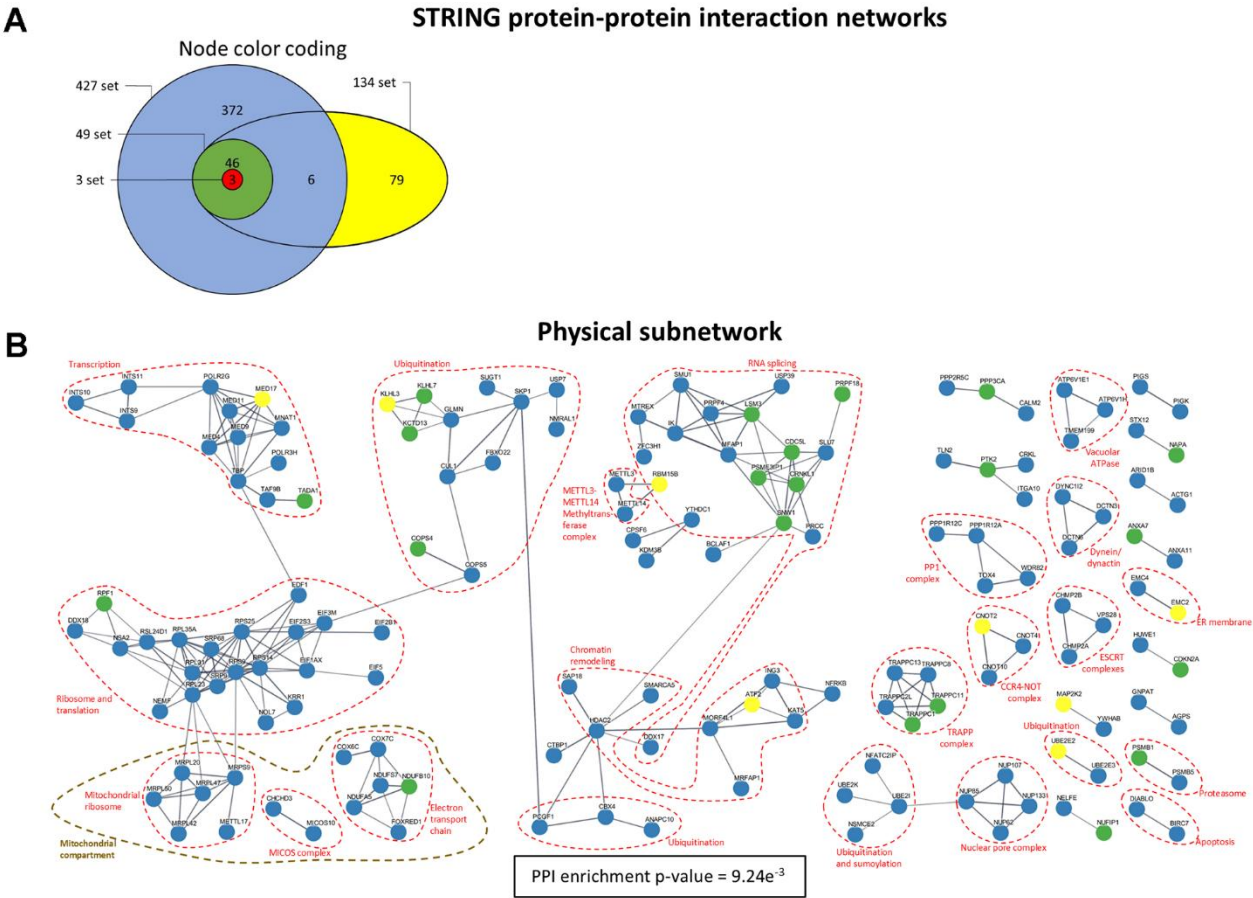 A
STRING protein-protein interaction networks
Node color coding
427 set
134 set
372
49 set
46
3 set
3
6
79
B
Physical subnetwork
Transcription
INTS11
INTS10
INTS9
POLR2G
MED17
MED11
MNAT1
MED9
MED4
POLR3H
TBP
TAF9B
TADA1
Ubiquitination
KLHL7
KLHL3
KCTD13
GLMN
SUGT1
SKP1
USP7
NMRAL1
FBXO22
CUL1
COPS4
COPS5
RNA splicing
SMU1
USP39
PRPF18
MTREX
PRPF4
LSM3
IK
ZFC3H1
MFAP1
CDC5L
SLU7
PSME3IP1
CRNKL1
METTL3
RBM15B
METTL14
METTL3-
METTL14
Methyltrans-
ferase
complex
SNW1
PRCC
YTHDC1
CPSF6
KDM3B
BCLAF1
PPP2R5C
PPP3CA
CALM2
ATP6V1E1
ATP6V1H
TMEM199
Vacuolar
ATPase
PIGS
PIGK
STX12
NAPA
TLN2
PTK2
CRKL
ITGA10
ARID1B
ACTG1
DYNC1I2
DCTN3
DCTN6
Dynein/
dynactin
ANXA7
ANXA11
PPP1R12C
PPP1R12A
WDR82
TOX4
PP1
complex
EMC4
EMC2
ER membrane
CHMP2B
VPS28
CHMP2A
ESCRT
complexes
CNOT2
CNOT4
CNOT10
CCR4-NOT
complex
HUWE1
CDKN2A
RPF1
DDX18
NSA2
RSL24D1
RPL35A
SRP68
RPS25
EDF1
EIF2S3
EIF3M
EIF2B1
RPL21
RPS9
RPS14
EIF1AX
SRP9
RPL23
EIF5
NEMF
NOL7
KRR1
Ribosome and
translation
Chromatin
remodeling
SAP18
SMARCA5
HDAC2
CTBP1
DDX17
ING3
ATF2
NFRKB
MORF4L1
KAT5
MRFAP1
TRAPPC13
TRAPPC8
TRAPPC2L
TRAPPC11
TRAPPC1
TRAPP
complex
MAP2K2
YWHAB
GNPAT
AGPS
Ubiquitination
UBE2E2
UBE2E3
PSMB1
PSMB5
Proteasome
MRPL20
MRPS9
MRPL50
MRPL47
MRPL42
METTL17
Mitochondrial
ribosome
COX6C
COX7C
NDUFS7
NDUFB10
NDUFA5
FOXRED1
Electron
transport
chain
CHCHD3
MICOS10
MICOS complex
Mitochondrial
compartment
PCGF1
CBX4
ANAPC10
Ubiquitination
NFATC2IP
UBE2K
UBE2I
NSMCE2
Ubiquitination
and sumoylation
NUP107
NUP85
NUP133
NUP62
Nuclear pore complex
NELFE
NUFIP1
DIABLO
BIRC7
Apoptosis
PPI enrichment p-value = 9.24e-3